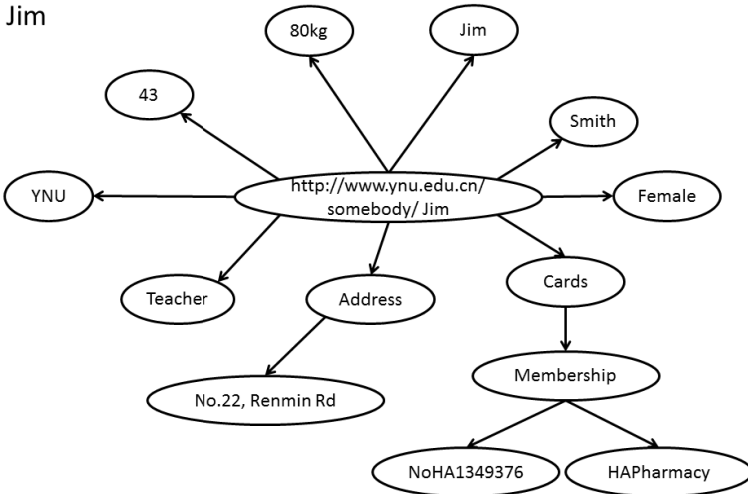 Jim
80kg
Jim
43
Smith
http://www.ynu.edu.cn/
somebody/ Jim
YNU
Female
Teacher
Address
Cards
No.22, Renmin Rd
Membership
NoHA1349376
HAPharmacy